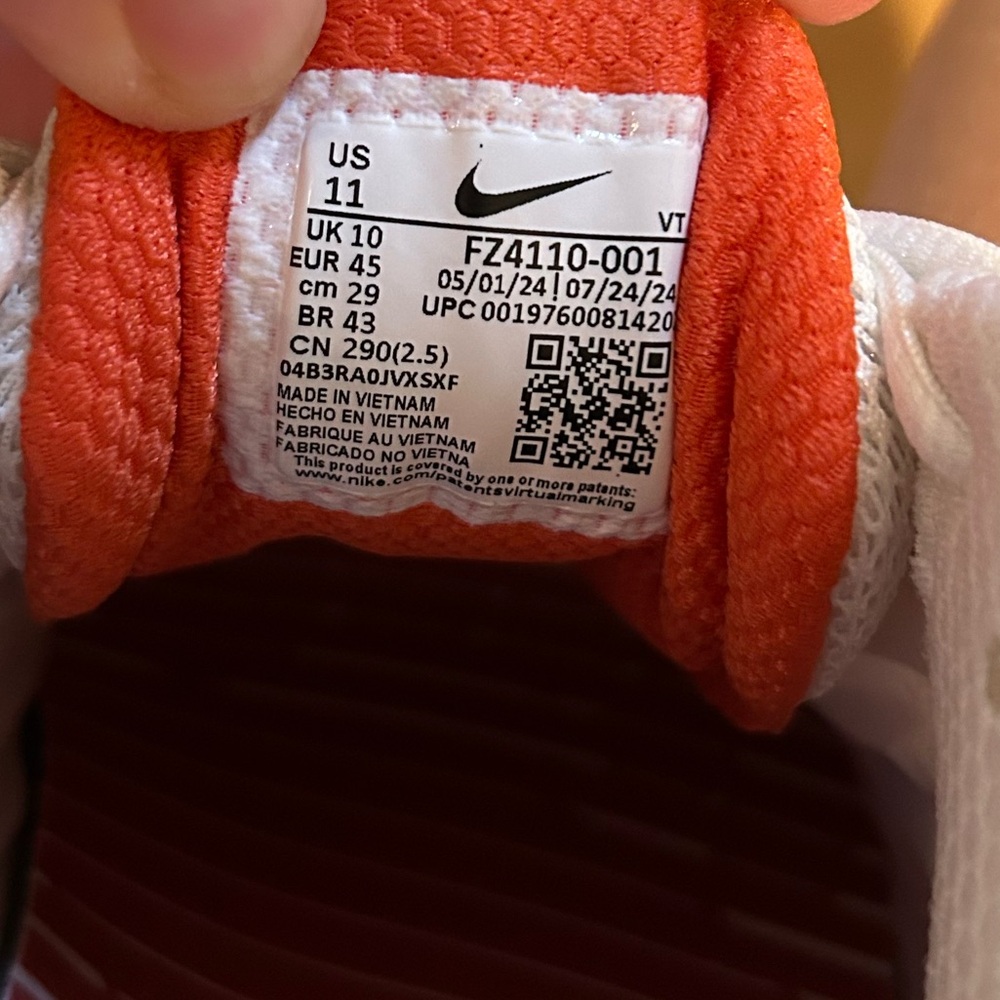 US
11
VT
UK 10
EUR 45
cm 29
BR 43
CN 290(2.5)
FZ4110-001
05/01/24|07/24/24
UPC 001976008142​0
04B3RA0JVXSXF
MADE IN VIETNAM
HECHO EN VIETNAM
FABRIQUE AU VIETNAM
FABRICADO NO VIETNA
This product is covered by one or more patents:
www.nike.com/patentsvirtualmarking